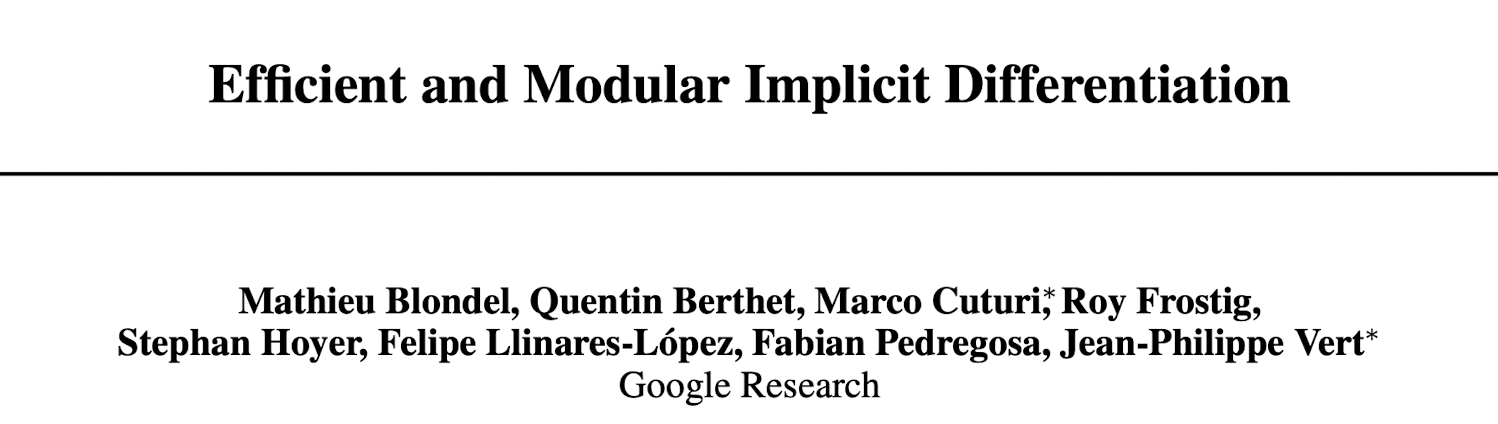 Efficient and Modular Implicit Differentiation
Mathieu Blondel, Quentin Berthet, Marco Cuturi,* Roy Frostig,
Stephan Hoyer, Felipe Llinares-López, Fabian Pedregosa, Jean-Philippe Vert*
Google Research